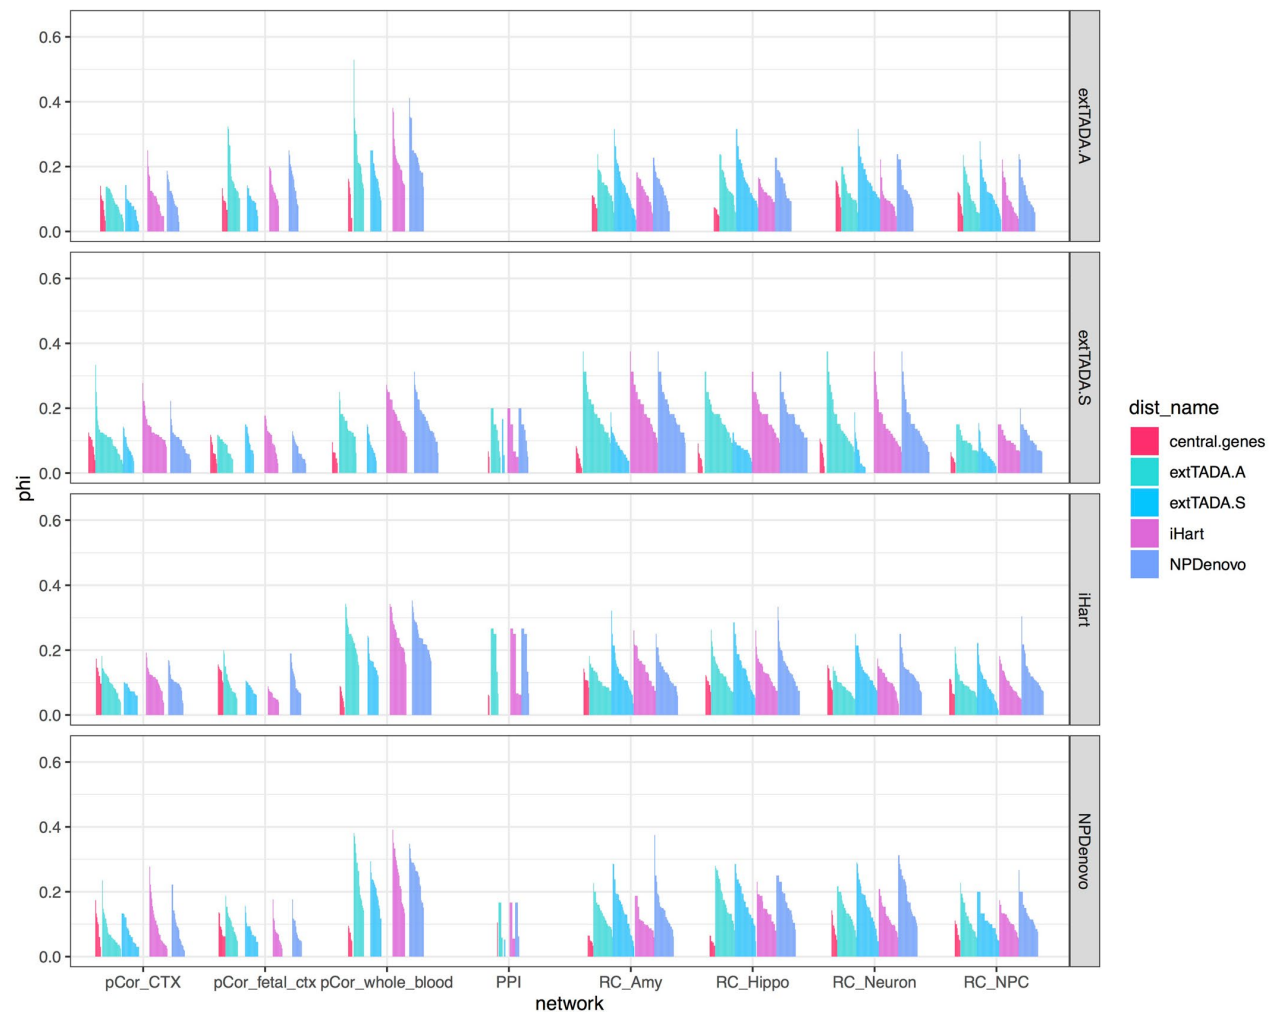 0.6
0.4
0.2
0.0
extTADA.A
0.6
0.4
0.2
0.0
extTADA.S
0.6
0.4
0.2
0.0
iHart
0.6
0.4
0.2
0.0
NPDenovo
phi
pCor_CTX pCor_fetal_ctx pCor_whole_blood PPI RC_Amy RC_Hippo RC_Neuron RC_NPC
network
dist_name
central.genes
extTADA.A
extTADA.S
iHart
NPDenovo